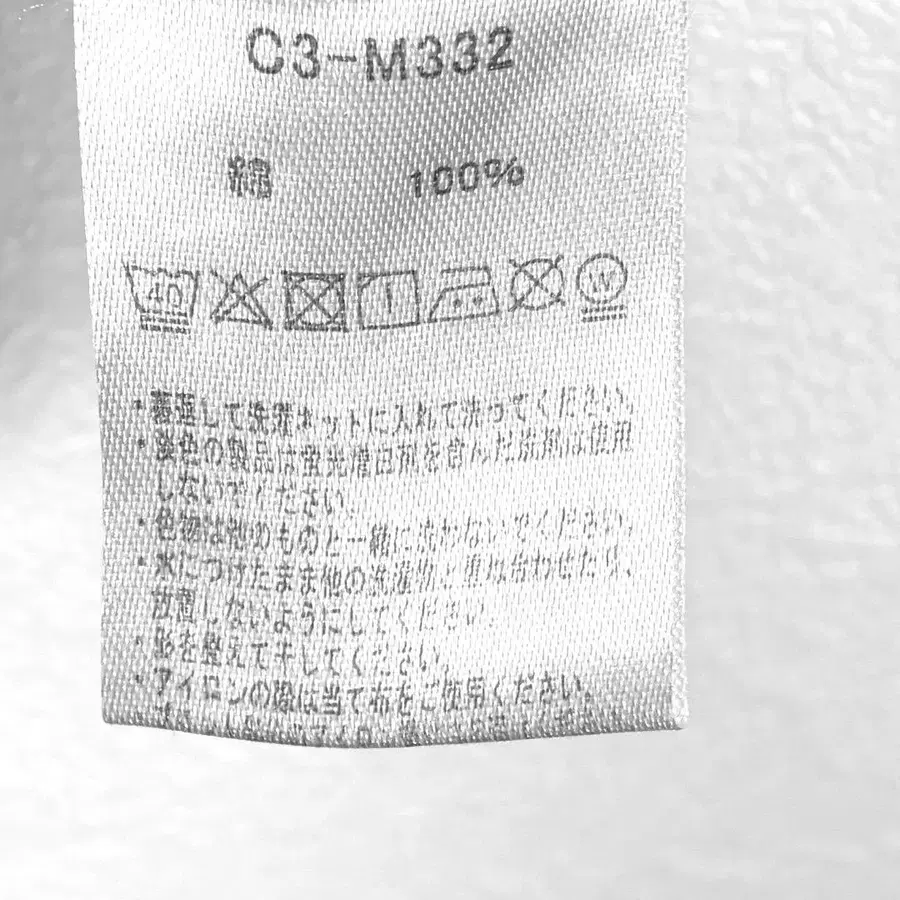 C3-M332
綿 100%
40 W
・裏返して洗濯ネットに入れて洗ってください。
・淡色の製品は蛍光増白剤を含んだ洗剤は使用
しないでください。
・色物は他のものと一緒に洗わないでください。
・水につけたまま他の洗濯物と重ね合わせたり、
放置しないようにしてください。
・形を整えて干してください。
・アイロンの際は当て布をご使用ください。